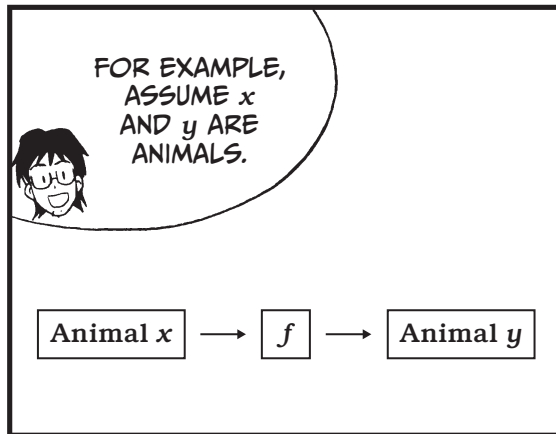 FOR EXAMPLE,
ASSUME x
AND y ARE
ANIMALS.
Animal x → f → Animal y